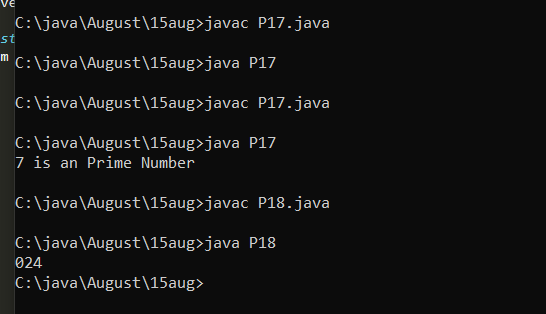 ve
C:\java\August\15aug>javac P17.java
st
m
C:\java\August\15aug>java P17
C:\java\August\15aug>javac P17.java
C:\java\August\15aug>java P17
7 is an Prime Number
C:\java\August\15aug>javac P18.java
C:\java\August\15aug>java P18
024
C:\java\August\15aug>